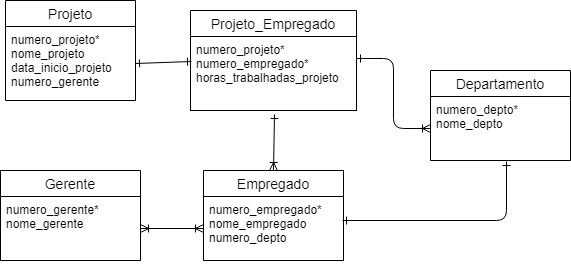 Projeto
numero_projeto*
nome_projeto
data_inicio_projeto
numero_gerente
Projeto_Empregado
numero_projeto*
numero_empregado*
horas_trabalhadas_projeto
Departamento
numero_depto*
nome_depto
Gerente
numero_gerente*
nome_gerente
Empregado
numero_empregado*
nome_empregado
numero_depto